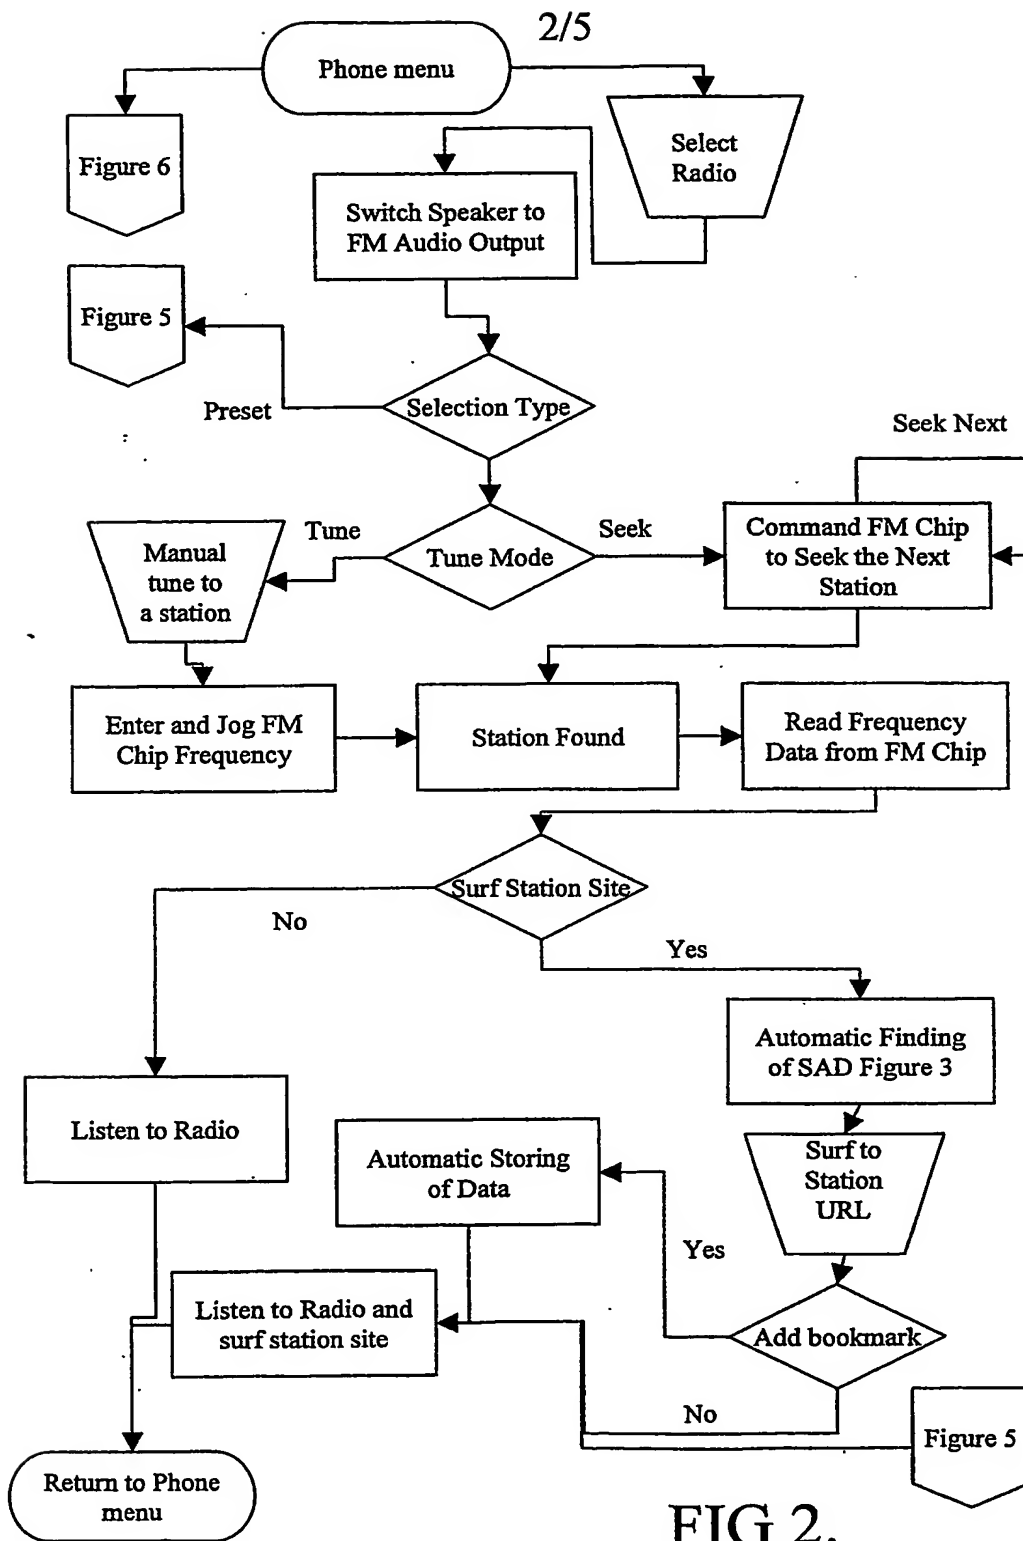 2/5
Phone menu
Figure 6
Select
Radio
Switch Speaker to
FM Audio Output
Figure 5
Preset
Selection Type
Seek Next
Tune
Tune Mode
Seek
Command FM Chip
to Seek the Next
Station
Manual
tune to
a station
Enter and Jog FM
Chip Frequency
Station Found
Read Frequency
Data from FM Chip
Surf Station Site
No
Yes
Automatic Finding
of SAD Figure 3
Listen to Radio
Automatic Storing
of Data
Surf to
Station
URL
Yes
Listen to Radio and
surf station site
Add bookmark
No
Figure 5
Return to Phone
menu
FIG 2.